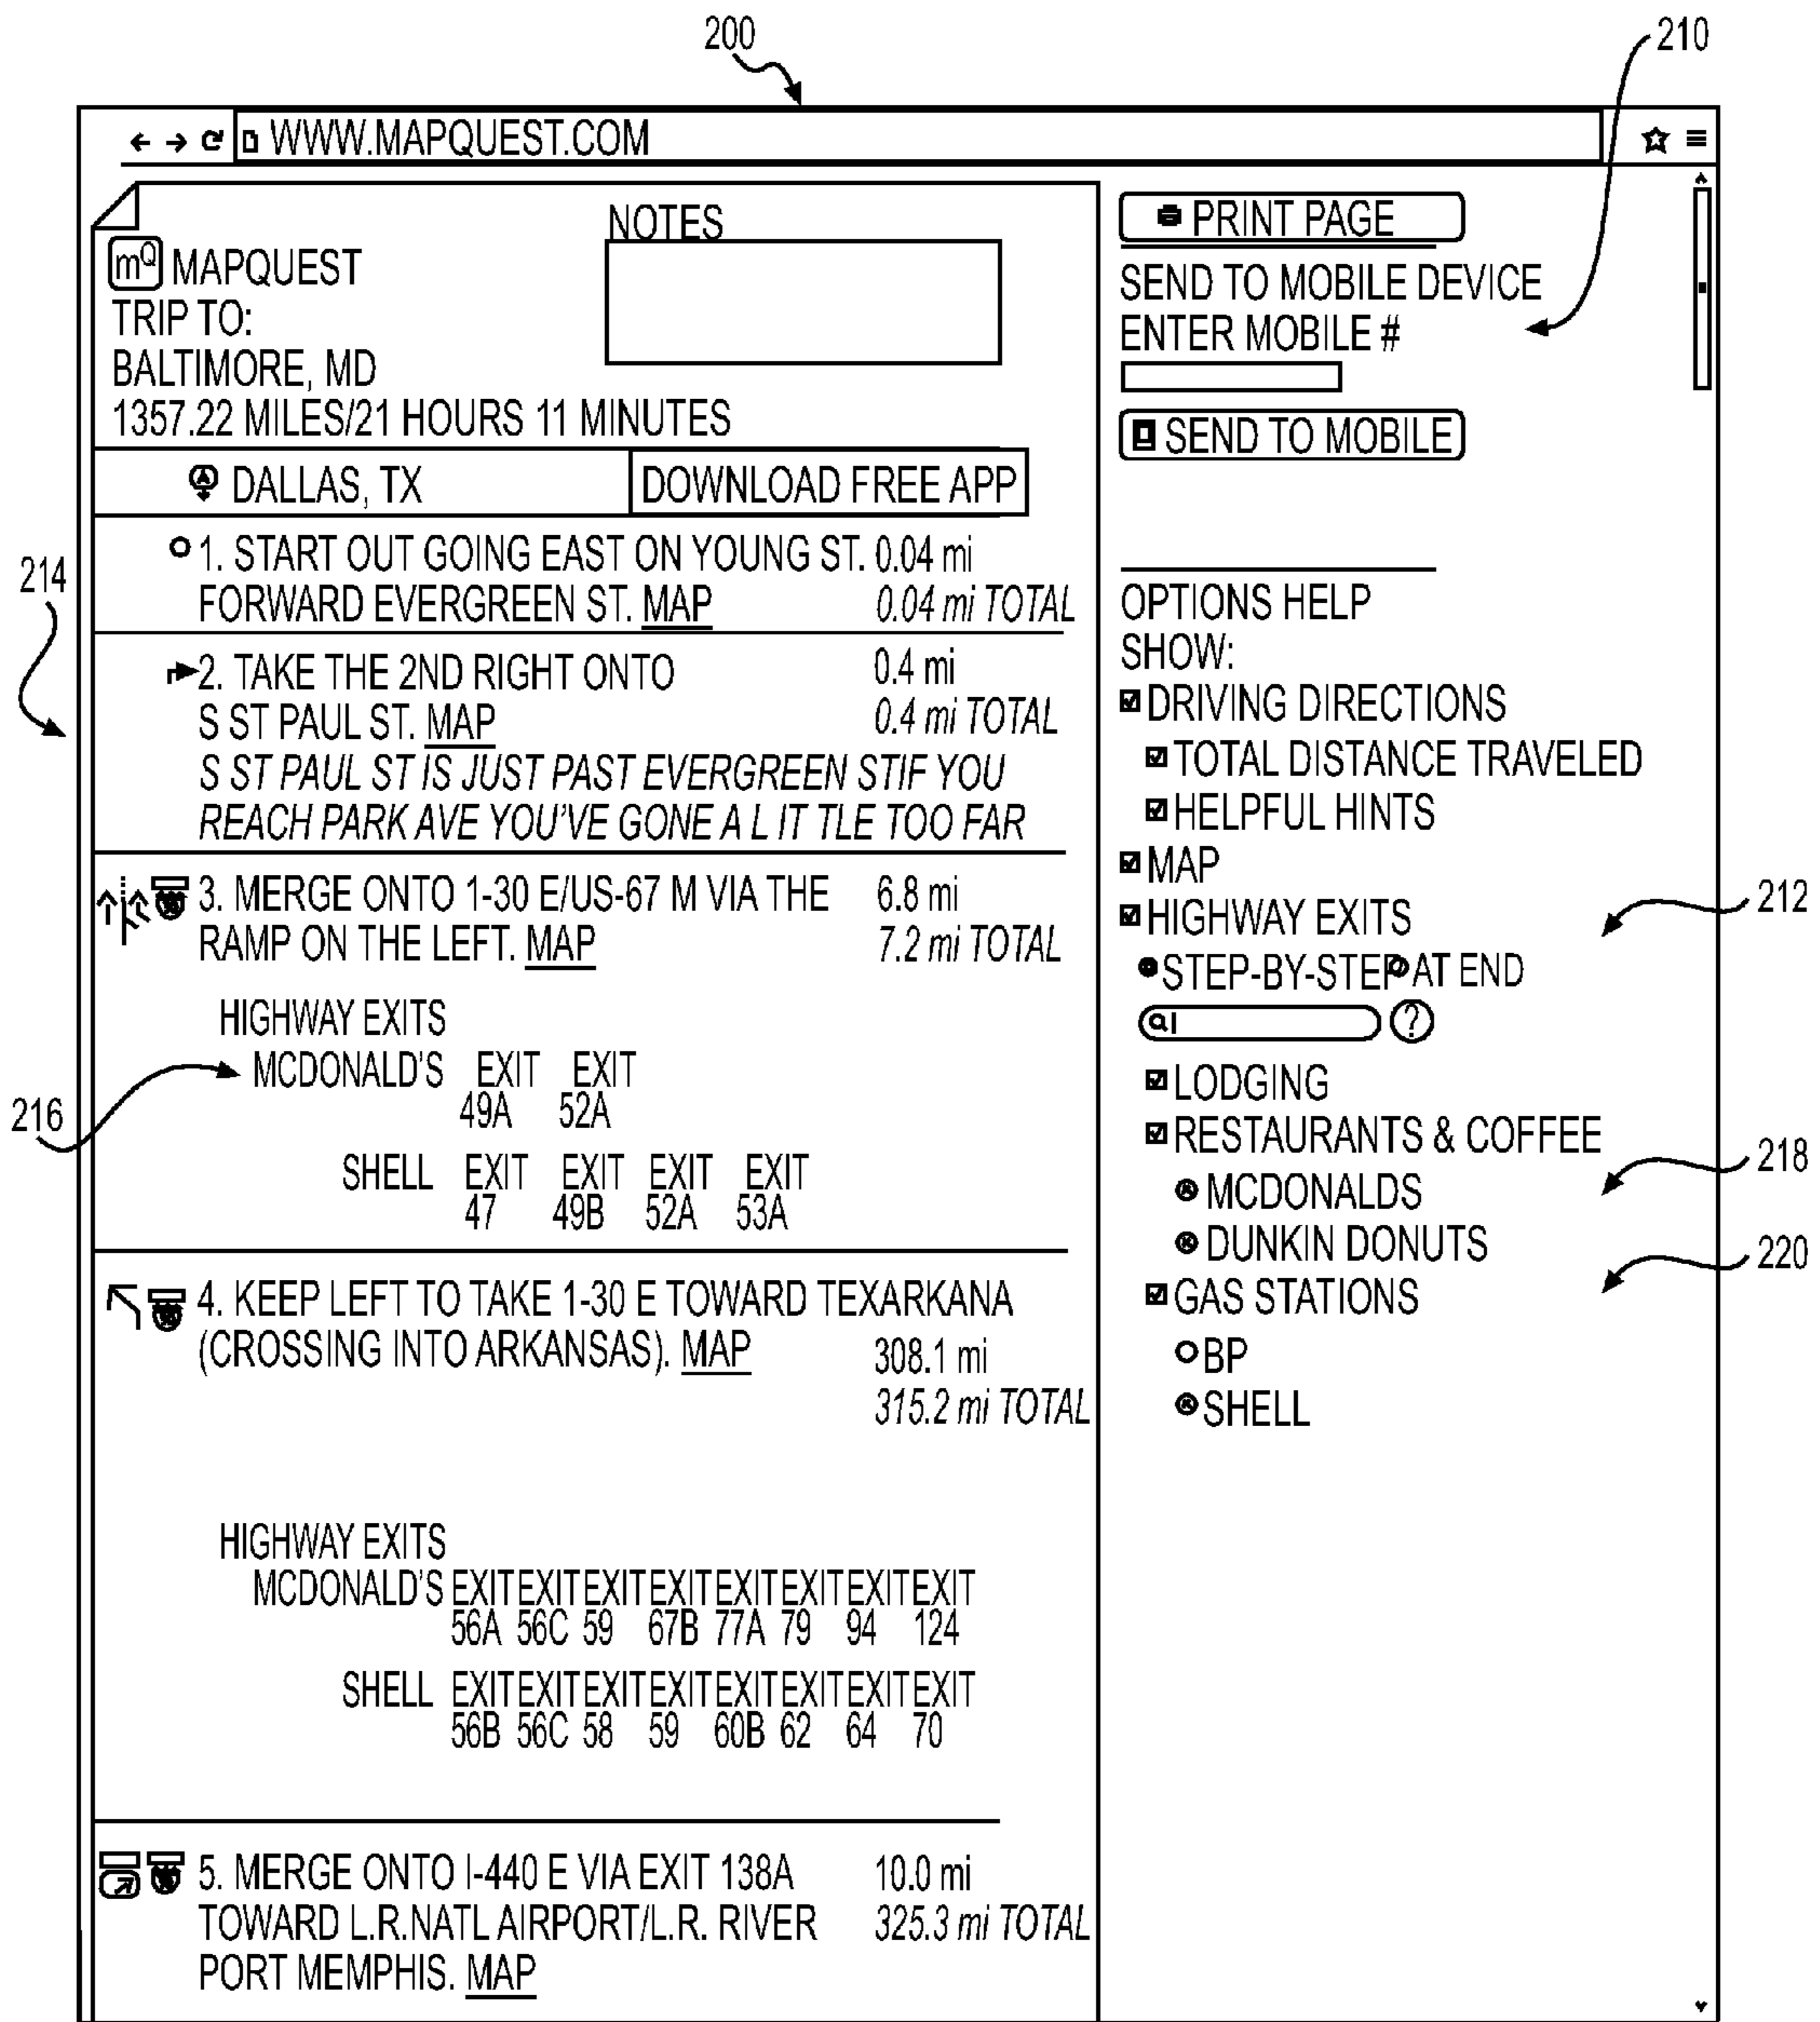 200
210
WWW.MAPQUEST.COM
NOTES
mQ MAPQUEST
TRIP TO:
BALTIMORE, MD
1357.22 MILES/21 HOURS 11 MINUTES
A DALLAS, TX DOWNLOAD FREE APP
214
1. START OUT GOING EAST ON YOUNG ST. 0.04 mi
FORWARD EVERGREEN ST. MAP 0.04 mi TOTAL
2. TAKE THE 2ND RIGHT ONTO 0.4 mi
S ST PAUL ST. MAP 0.4 mi TOTAL
S ST PAUL ST IS JUST PAST EVERGREEN STIF YOU
REACH PARK AVE YOU'VE GONE A L IT TLE TOO FAR
3. MERGE ONTO 1-30 E/US-67 M VIA THE 6.8 mi
RAMP ON THE LEFT. MAP 7.2 mi TOTAL
HIGHWAY EXITS
216
MCDONALD'S EXIT EXIT
49A 52A
SHELL EXIT EXIT EXIT EXIT
47 49B 52A 53A
4. KEEP LEFT TO TAKE 1-30 E TOWARD TEXARKANA
(CROSSING INTO ARKANSAS). MAP 308.1 mi
315.2 mi TOTAL
HIGHWAY EXITS
MCDONALD'S EXIT EXIT EXIT EXIT EXIT EXIT EXIT EXIT
56A 56C 59 67B 77A 79 94 124
SHELL EXIT EXIT EXIT EXIT EXIT EXIT EXIT EXIT
56B 56C 58 59 60B 62 64 70
5. MERGE ONTO I-440 E VIA EXIT 138A 10.0 mi
TOWARD L.R.NATL AIRPORT/L.R. RIVER 325.3 mi TOTAL
PORT MEMPHIS. MAP
PRINT PAGE
SEND TO MOBILE DEVICE
ENTER MOBILE #
SEND TO MOBILE
OPTIONS HELP
SHOW:
DRIVING DIRECTIONS
TOTAL DISTANCE TRAVELED
HELPFUL HINTS
MAP
HIGHWAY EXITS
212
STEP-BY-STEP AT END
?
LODGING
RESTAURANTS & COFFEE
218
MCDONALDS
DUNKIN DONUTS
220
GAS STATIONS
BP
SHELL